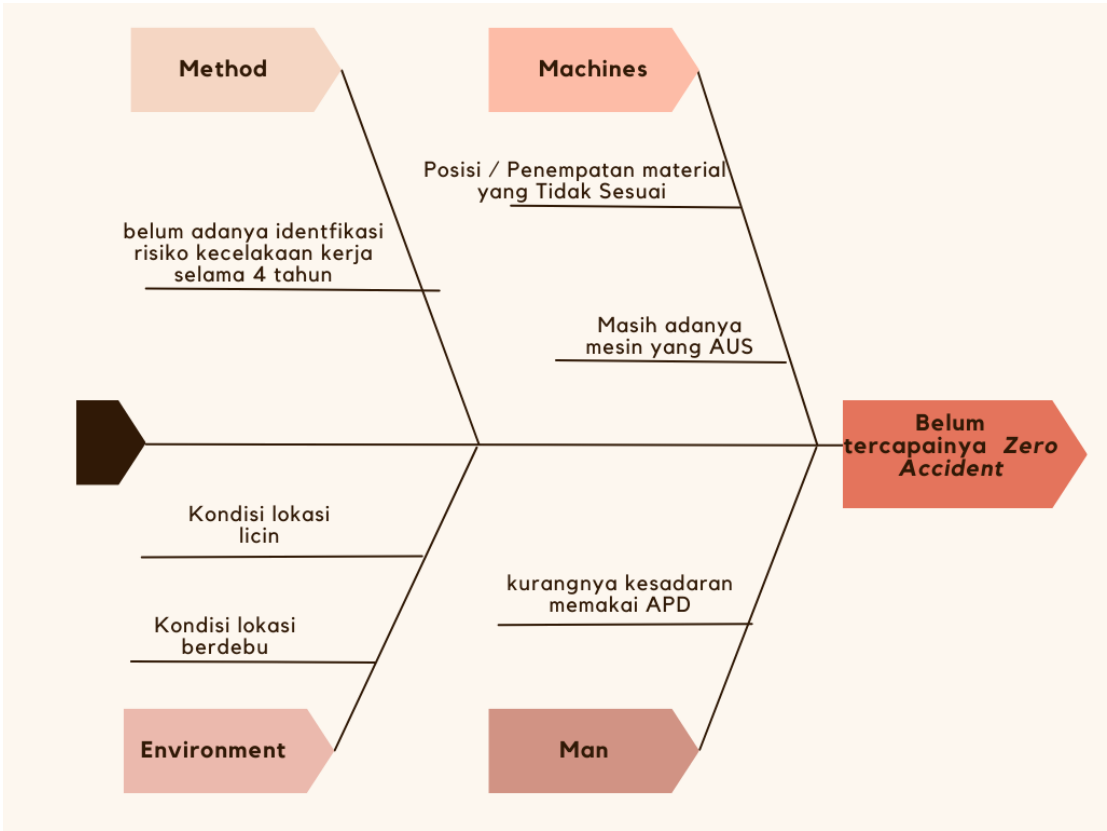 Method
Machines
Posisi / Penempatan material
yang Tidak Sesuai
belum adanya identfikasi
risiko kecelakaan kerja
selama 4 tahun
Masih adanya
mesin yang AUS
Belum
tercapainya Zero
Accident
Kondisi lokasi
licin
kurangnya kesadaran
memakai APD
Kondisi lokasi
berdebu
Environment
Man